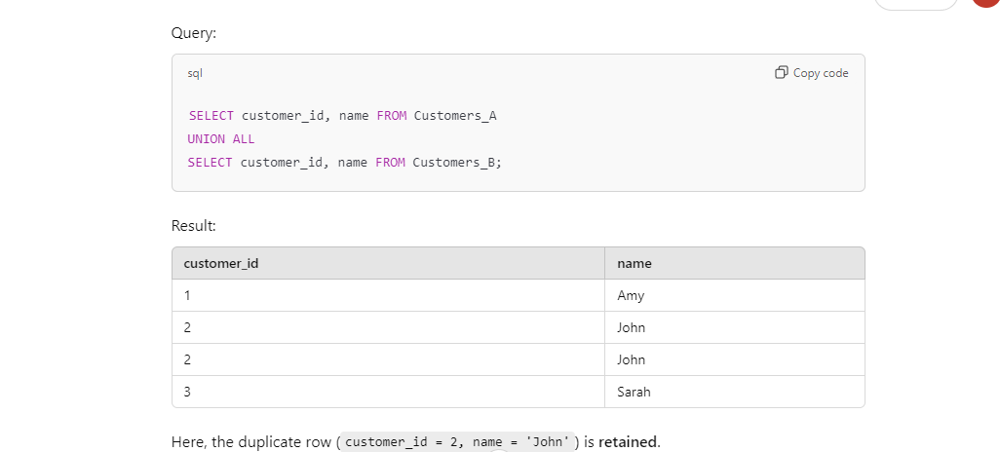 Query:
sql Copy code
SELECT customer_id, name FROM Customers_A
UNION ALL
SELECT customer_id, name FROM Customers_B;
Result:
customer_id name
1 Amy
2 John
2 John
3 Sarah
Here, the duplicate row ( customer_id = 2, name = 'John' ) is retained.